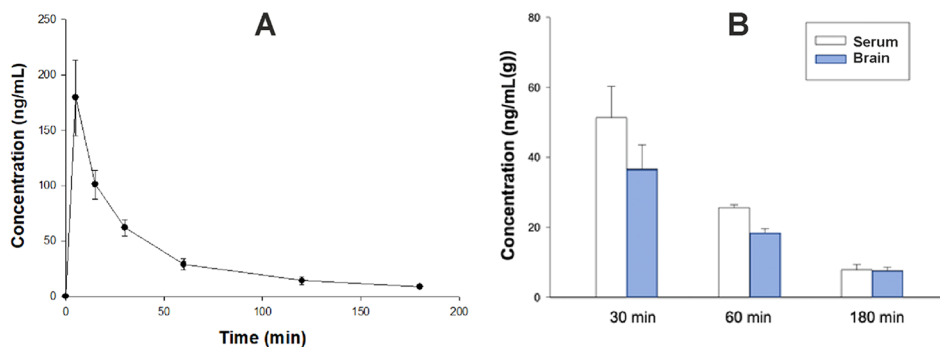 A
Concentration (ng/mL)
250
200
150
100
50
0
0 50 100 150 200
Time (min)
B
Serum
Brain
Concentration (ng/mL(g))
80
60
40
20
0
30 min 60 min 180 min